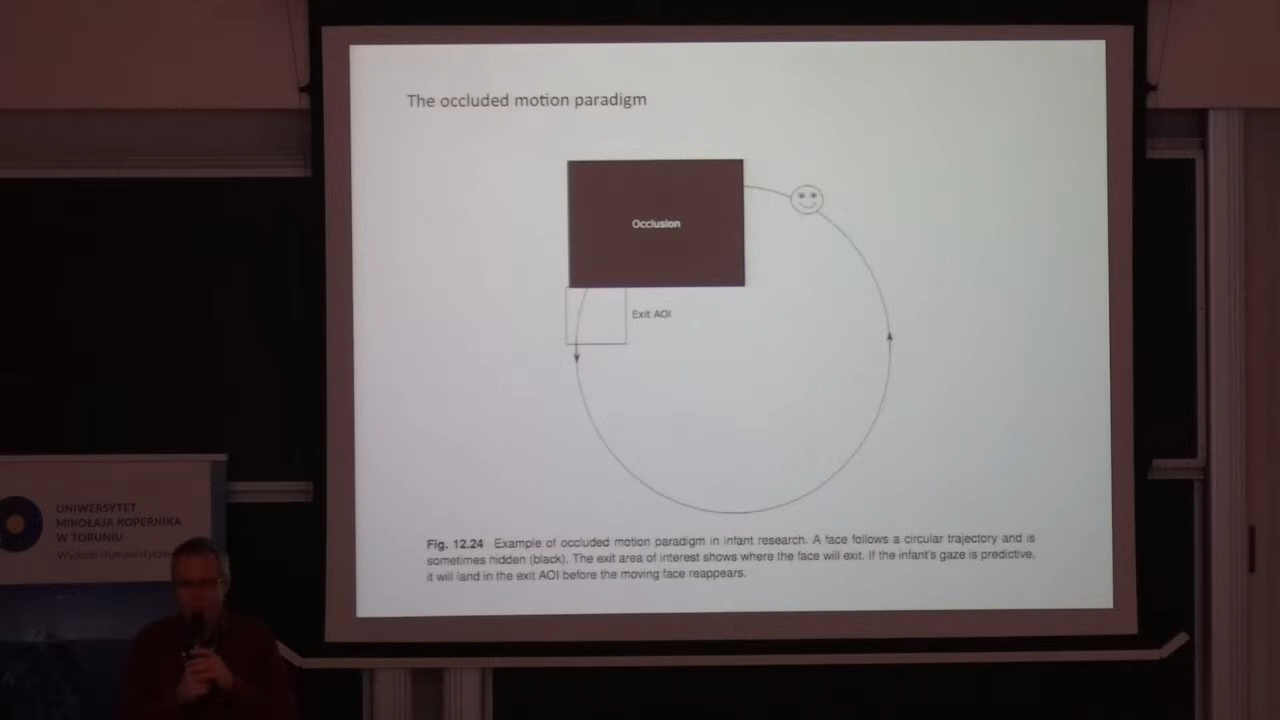 The occluded motion paradigm
Occlusion
Exit AOI
Fig. 12.24 Example of occluded motion paradigm in infant research. A face follows a circular trajectory and is
sometimes hidden (black). The exit area of interest shows where the face will exit. If the infant's gaze is predictive,
it will land in the exit AOI before the moving face reappears.
UNIWERSYTET
MIKOŁAJA KOPERNIKA
W TORUNIU
Wydział Humanistyczny